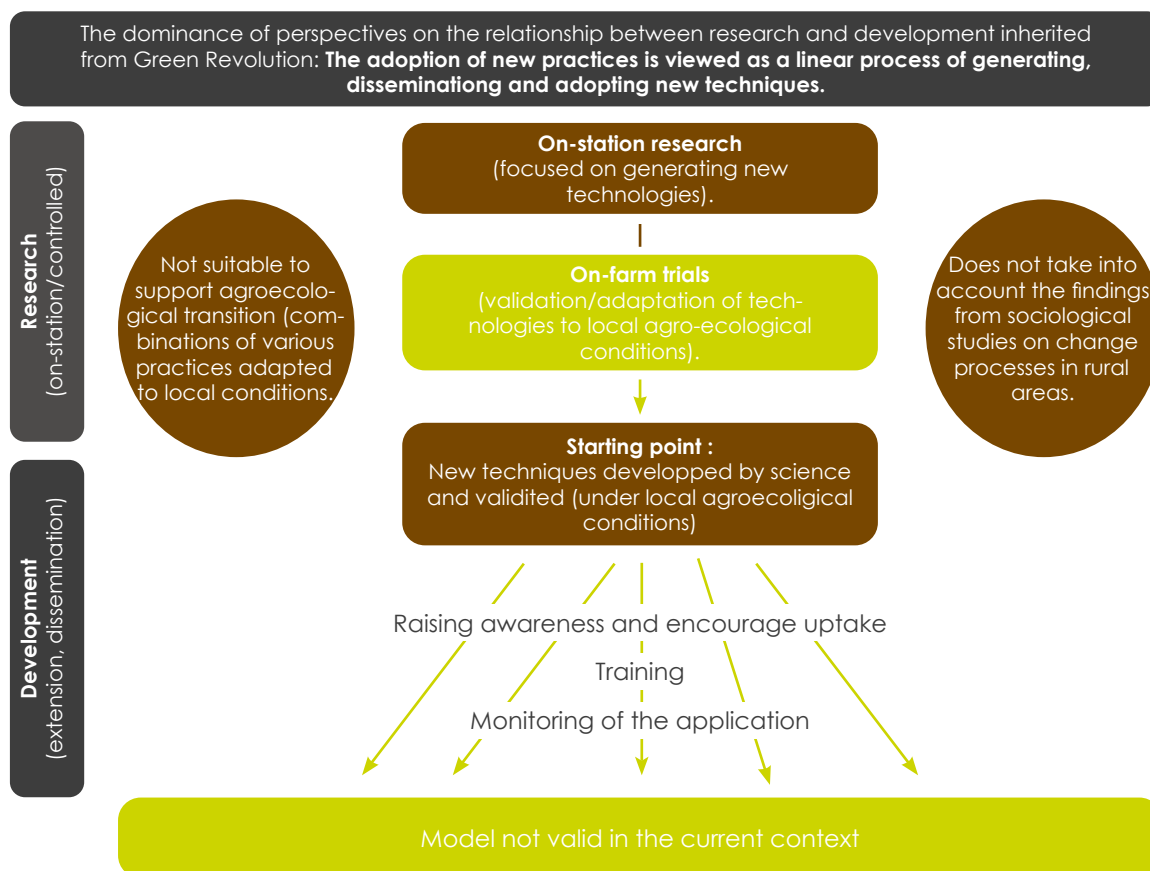 The dominance of perspectives on the relationship between research and development inherited
from Green Revolution: The adoption of new practices is viewed as a linear process of generating,
disseminationg and adopting new techniques.
Research
(on-station/controlled)
On-station research
(focused on generating new
technologies).
Not suitable to
support agroecolo-
gical transition (com-
binations of various
practices adapted
to local conditions.
On-farm trials
(validation/adaptation of tech-
nologies to local agro-ecological
conditions).
Does not take into
account the findings
from sociological
studies on change
processes in rural
areas.
Development
(extension, dissemination)
Starting point :
New techniques developped by science
and validited (under local agroecoligical
conditions)
Raising awareness and encourage uptake
Training
Monitoring of the application
Model not valid in the current context